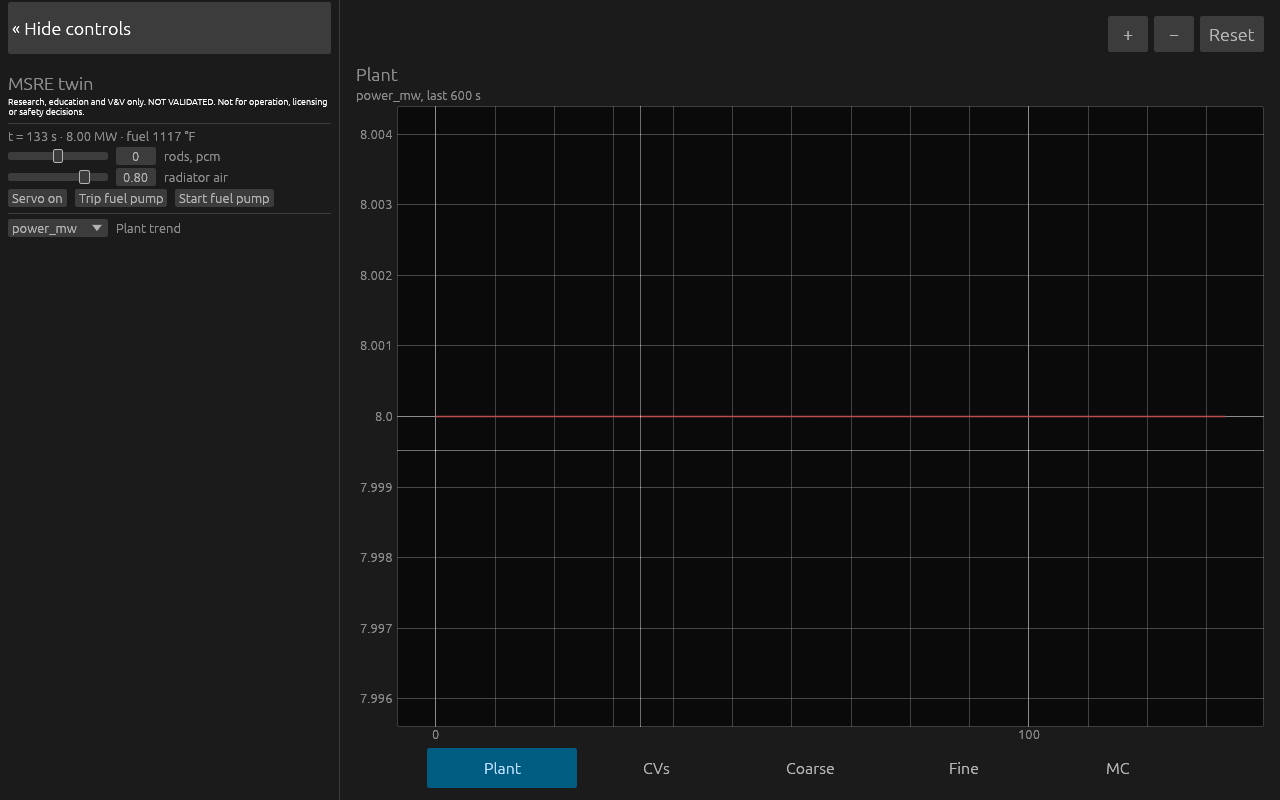 « Hide controls
MSRE twin
Research, education and V&V only. NOT VALIDATED. Not for operation, licensing
or safety decisions.
t = 133 s · 8.00 MW · fuel 1117 °F
0 rods, pcm
0.80 radiator air
Servo on Trip fuel pump Start fuel pump
power_mw Plant trend
+ − Reset
Plant
power_mw, last 600 s
8.004
8.003
8.002
8.001
8.0
7.999
7.998
7.997
7.996
0 100
Plant CVs Coarse Fine MC